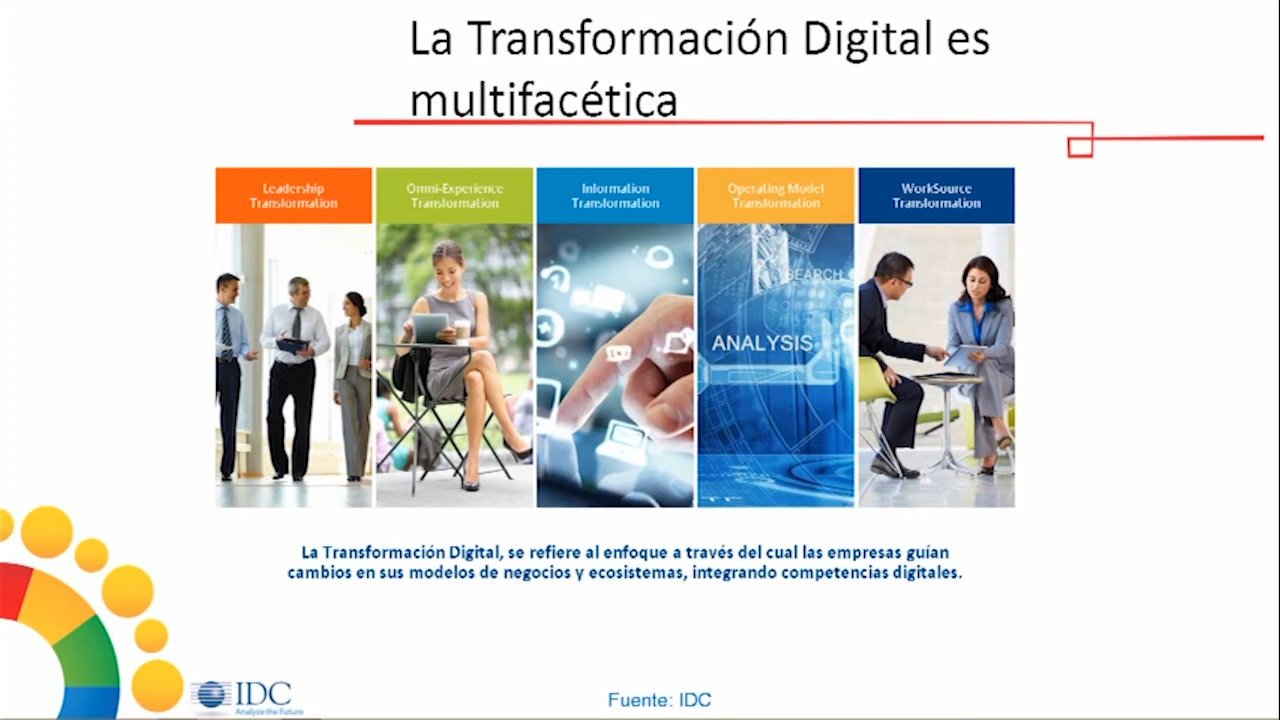 La Transformación Digital es
multifacética
Leadership
Transformation
Omni-Experience
Transformation
Information
Transformation
Operating Model
Transformation
WorkSource
Transformation
SEARCH
ANALYSIS
La Transformación Digital, se refiere al enfoque a través del cual las empresas guían
cambios en sus modelos de negocios y ecosistemas, integrando competencias digitales.
IDC
Analyze the Future
Fuente: IDC